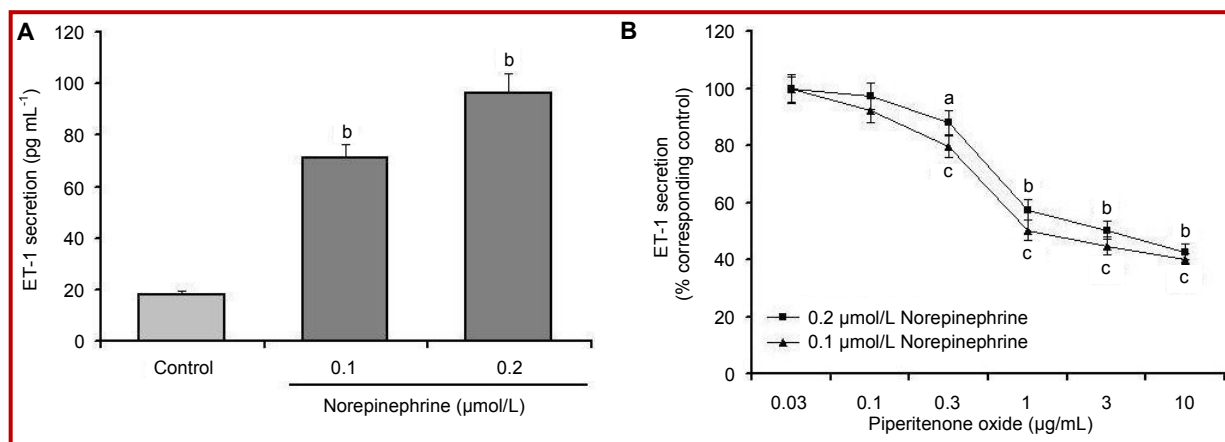 A
ET-1 secretion (pg mL⁻¹)
120
100
80
60
40
20
0
b
b
Control
0.1
0.2
Norepinephrine (µmol/L)
B
ET-1 secretion
(% corresponding control)
120
100
80
60
40
20
0
a
b
b
b
c
c
c
c
0.2 µmol/L Norepinephrine
0.1 µmol/L Norepinephrine
0.03 0.1 0.3 1 3 10
Piperitenone oxide (µg/mL)